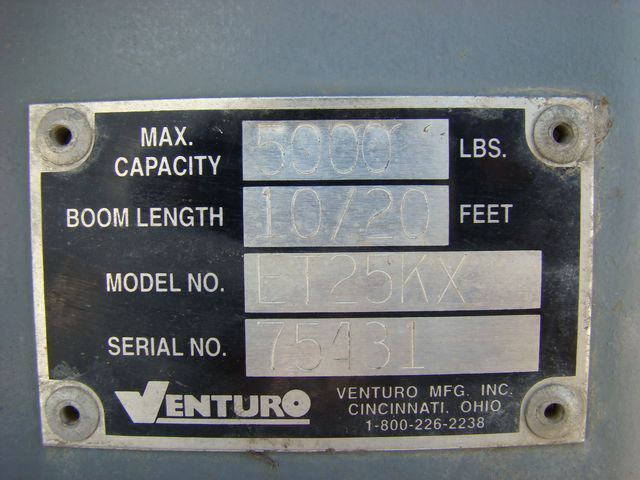 MAX. CAPACITY 5000 LBS.
BOOM LENGTH 10/20 FEET
MODEL NO. ET25KX
SERIAL NO. 75431
VENTURO
VENTURO MFG. INC.
CINCINNATI, OHIO
1-800-226-2238